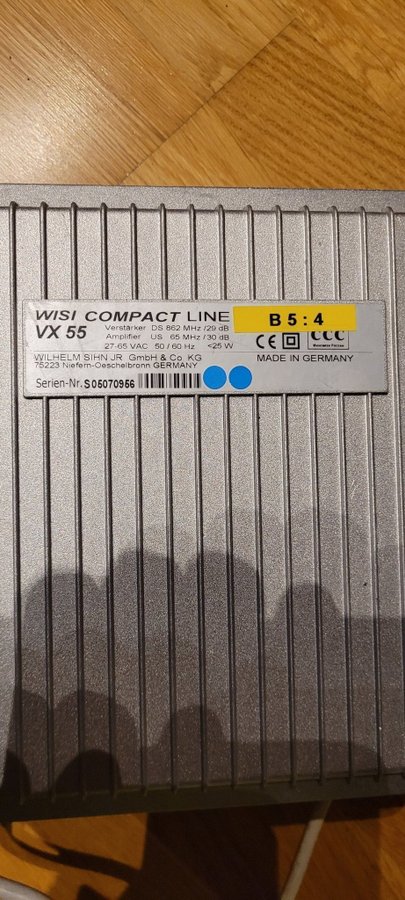 WISI COMPACT LINE
VX 55
Verstärker DS 862 MHz /29 dB
Amplifier US 65 MHz /30 dB
27-65 VAC 50 / 60 Hz <25 W
B 5 : 4
CE
CCC
WILHELM SIHN JR. GmbH & Co. KG
75223 Niefern-Oeschelbronn GERMANY
MADE IN GERMANY
Serien-Nr. S05070956